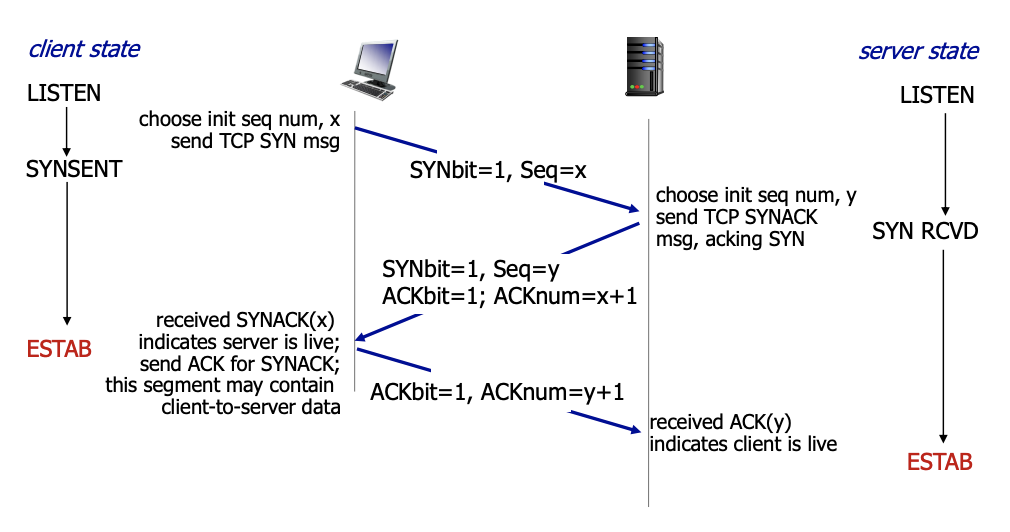 client state
server state
LISTEN
LISTEN
choose init seq num, x
send TCP SYN msg
SYNSENT
SYNbit=1, Seq=x
choose init seq num, y
send TCP SYNACK
msg, acking SYN
SYN RCVD
SYNbit=1, Seq=y
ACKbit=1; ACKnum=x+1
received SYNACK(x)
indicates server is live;
send ACK for SYNACK;
this segment may contain
client-to-server data
ESTAB
ACKbit=1, ACKnum=y+1
received ACK(y)
indicates client is live
ESTAB